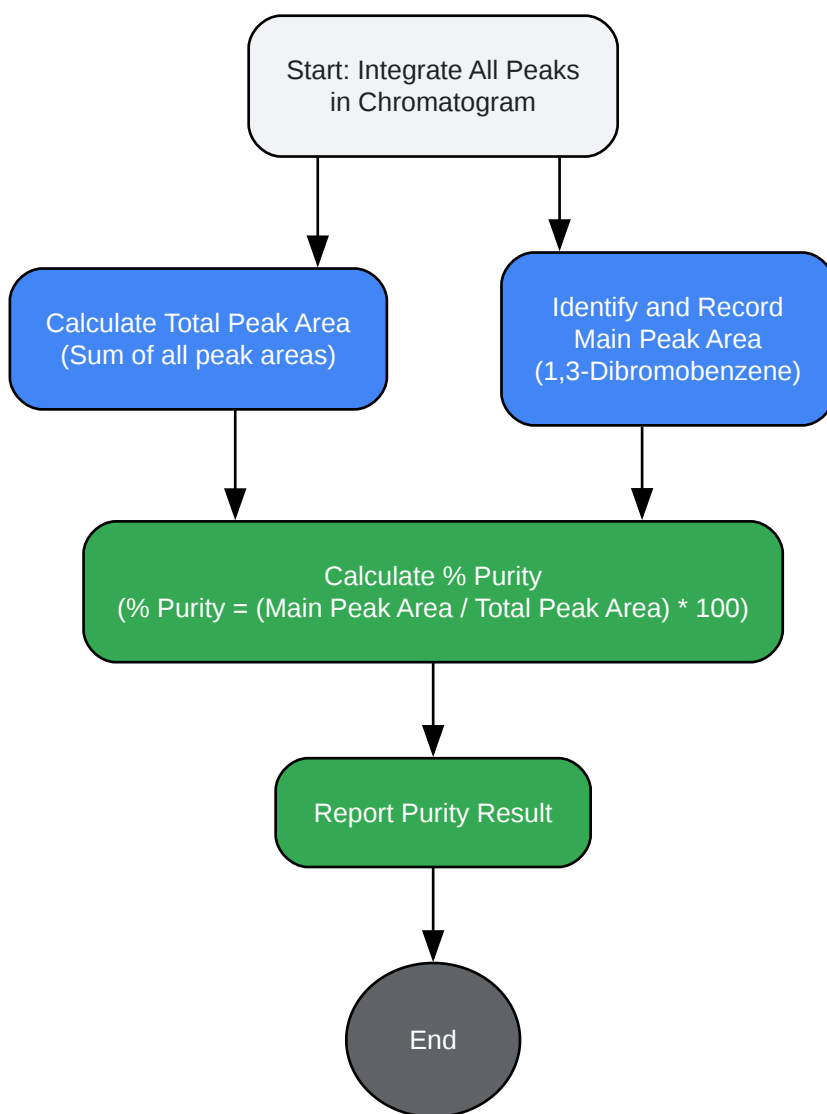 Start: Integrate All Peaks
in Chromatogram
Calculate Total Peak Area
(Sum of all peak areas)
Identify and Record
Main Peak Area
(1,3-Dibromobenzene)
Calculate % Purity
(% Purity = (Main Peak Area / Total Peak Area) * 100)
Report Purity Result
End